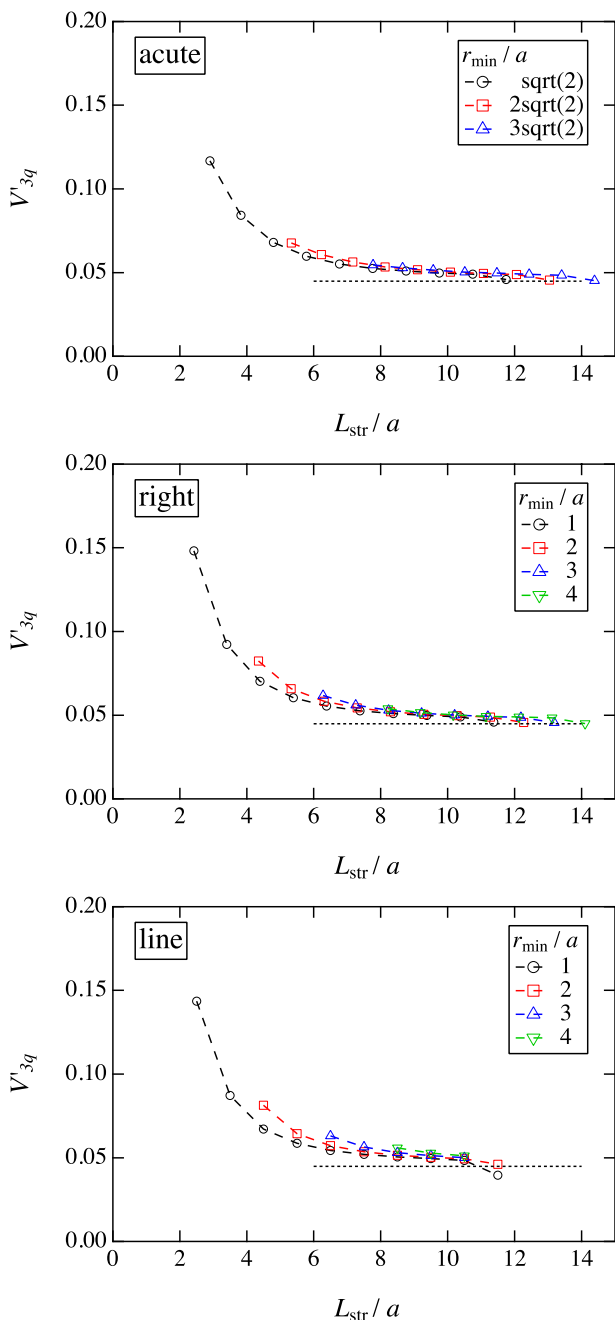 acute
r_min / a
sqrt(2)
2sqrt(2)
3sqrt(2)
V'_3q
0.20
0.15
0.10
0.05
0.00
0 2 4 6 8 10 12 14
L_str / a
right
r_min / a
1
2
3
4
V'_3q
0.20
0.15
0.10
0.05
0.00
0 2 4 6 8 10 12 14
L_str / a
line
r_min / a
1
2
3
4
V'_3q
0.20
0.15
0.10
0.05
0.00
0 2 4 6 8 10 12 14
L_str / a